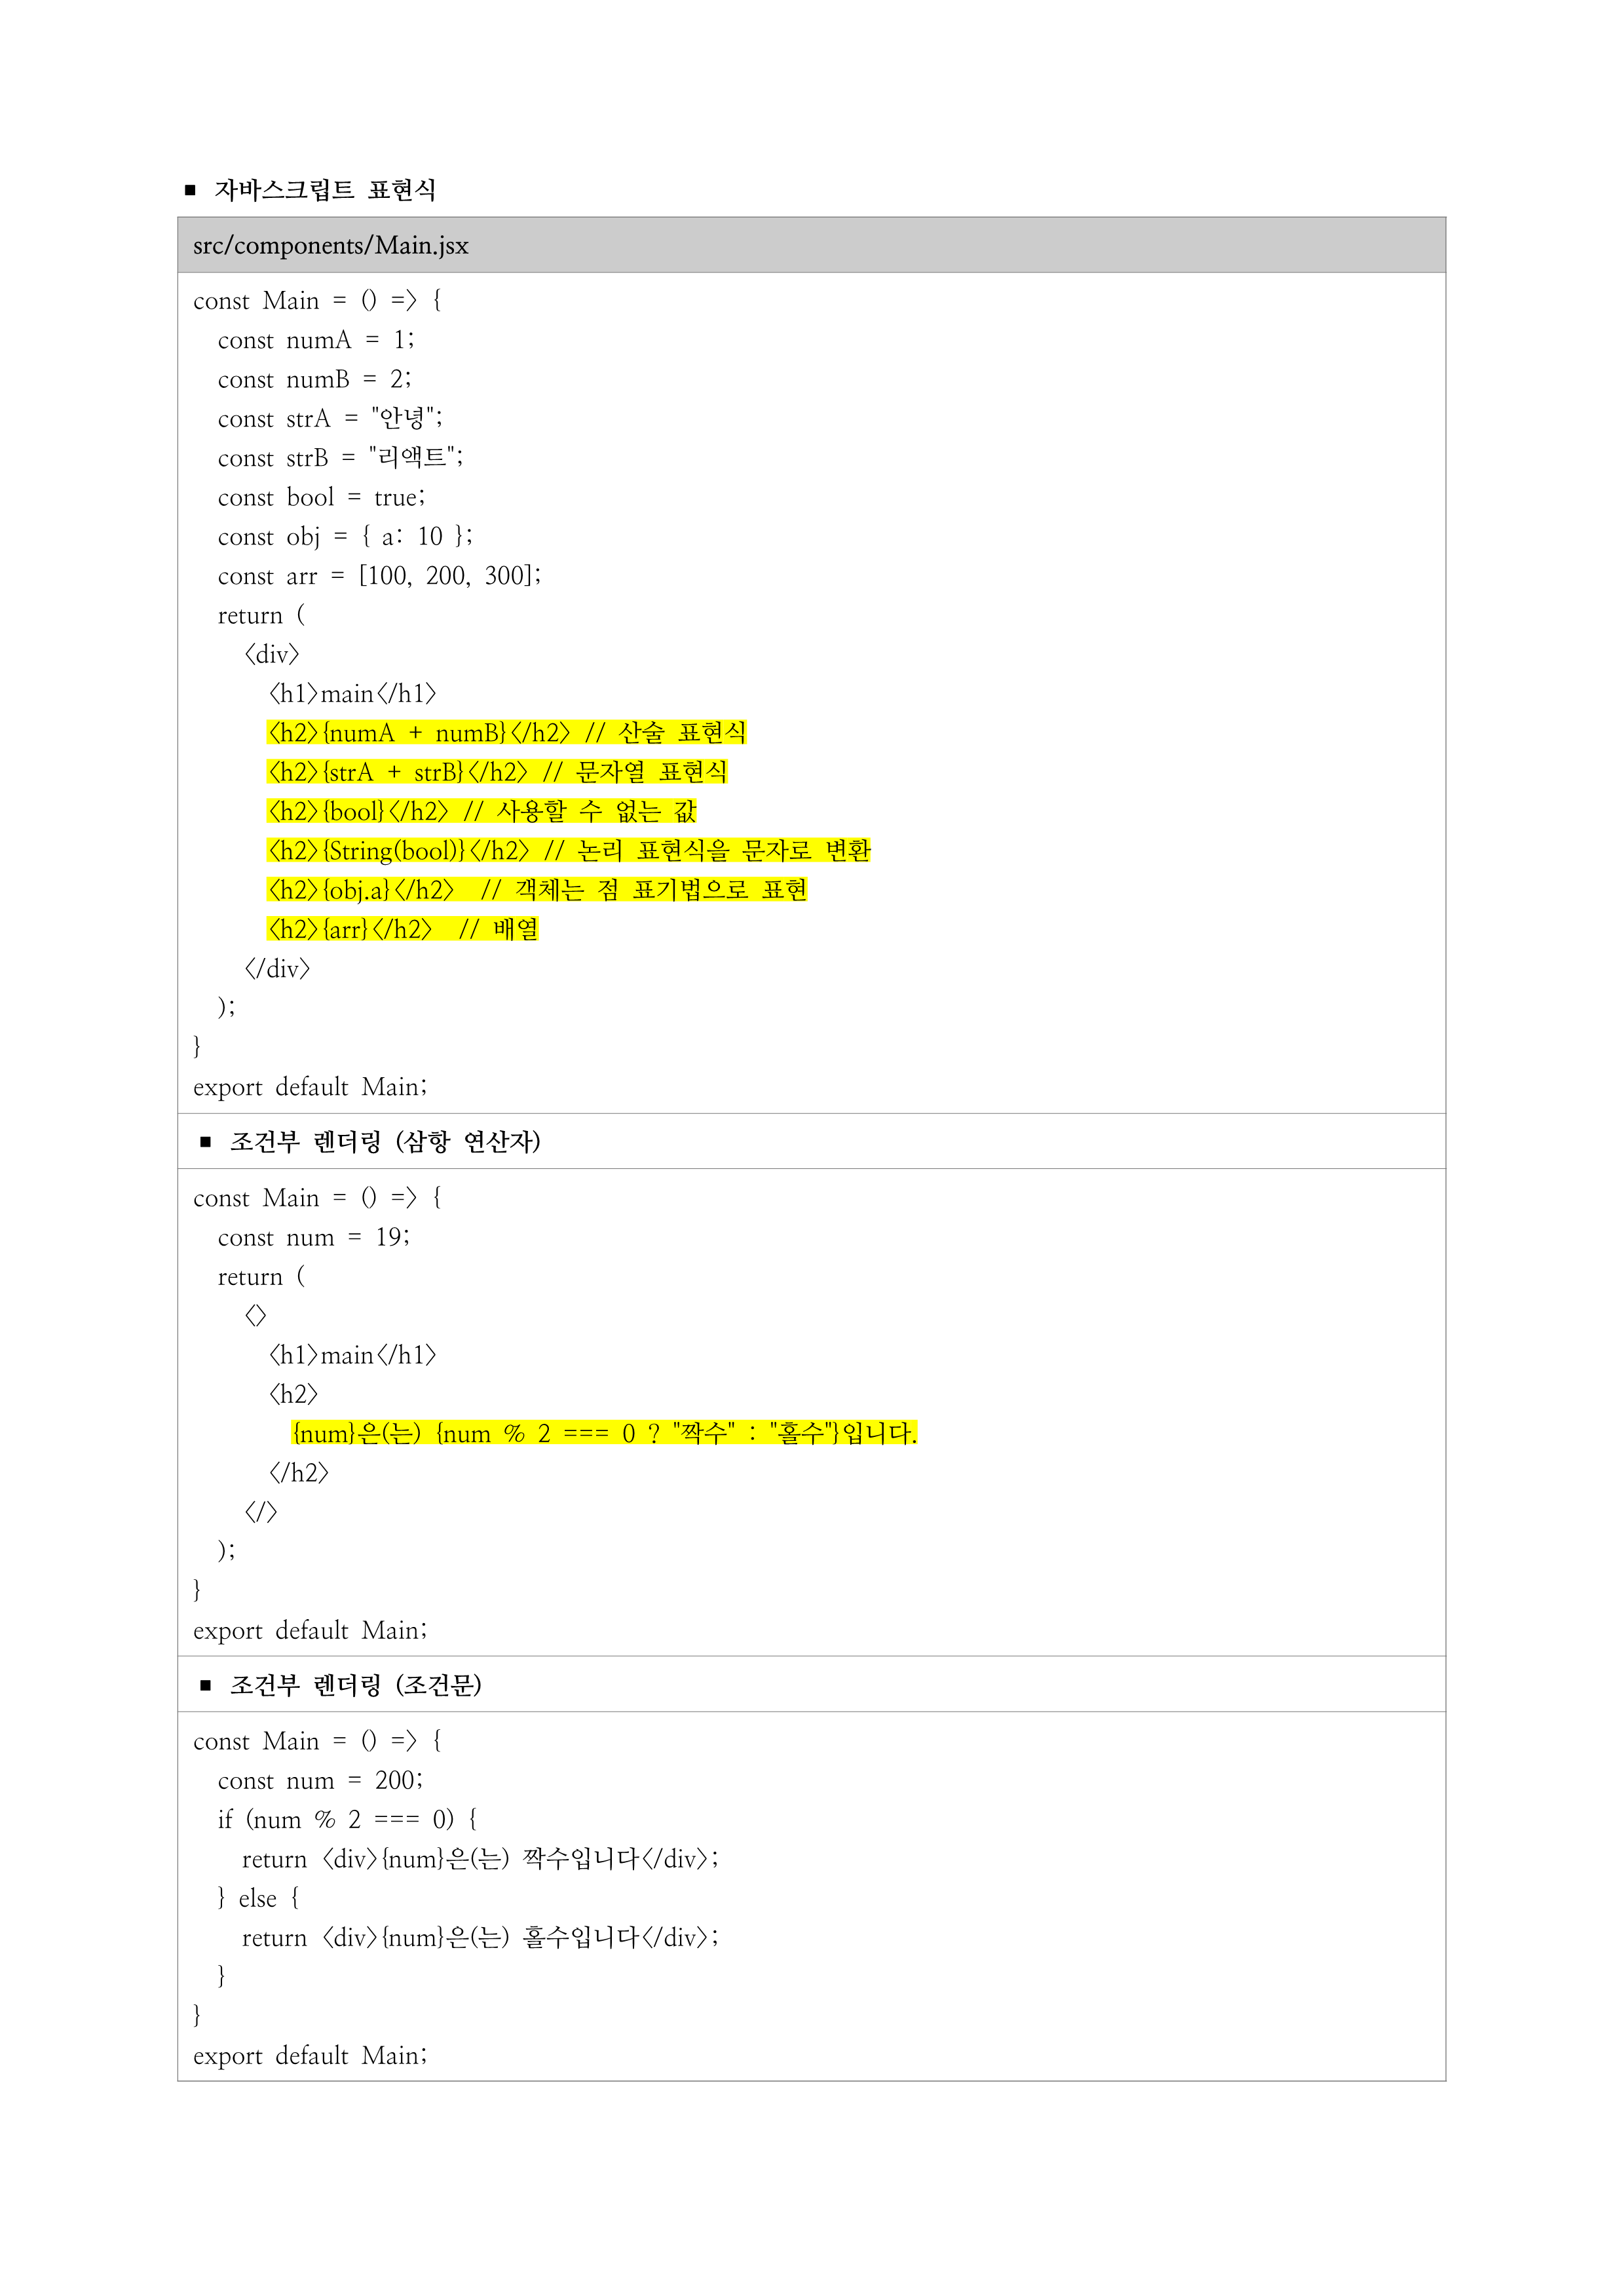 ■ 자바스크립트 표현식
src/components/Main.jsx
const Main = () => {
const numA = 1;
const numB = 2;
const strA = "안녕";
const strB = "리액트";
const bool = true;
const obj = { a: 10 };
const arr = [100, 200, 300];
return (
<div>
<h1>main</h1>
<h2>{numA + numB}</h2> // 산술 표현식
<h2>{strA + strB}</h2> // 문자열 표현식
<h2>{bool}</h2> // 사용할 수 없는 값
<h2>{String(bool)}</h2> // 논리 표현식을 문자로 변환
<h2>{obj.a}</h2> // 객체는 점 표기법으로 표현
<h2>{arr}</h2> // 배열
</div>
);
}
export default Main;
■ 조건부 렌더링 (삼항 연산자)
const Main = () => {
const num = 19;
return (
<>
<h1>main</h1>
<h2>
{num}은(는) {num % 2 === 0 ? "짝수" : "홀수"}입니다.
</h2>
</>
);
}
export default Main;
■ 조건부 렌더링 (조건문)
const Main = () => {
const num = 200;
if (num % 2 === 0) {
return <div>{num}은(는) 짝수입니다</div>;
} else {
return <div>{num}은(는) 홀수입니다</div>;
}
}
export default Main;